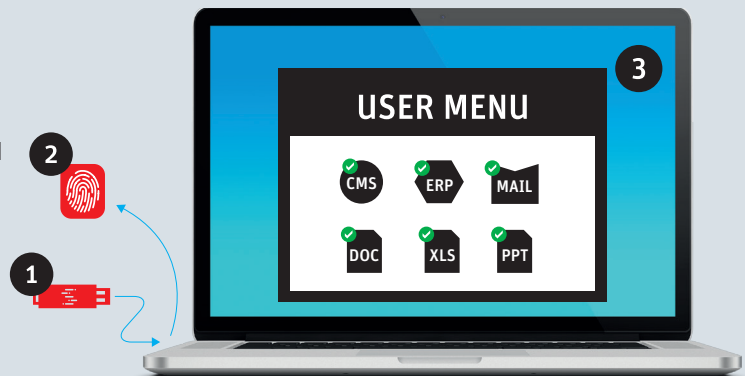 3
USER MENU
2
CMS
ERP
MAIL
DOC
XLS
PPT
1